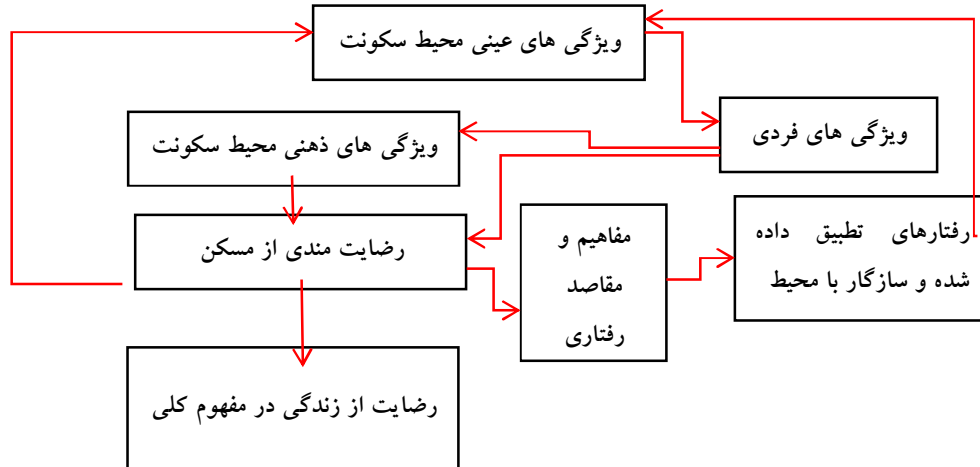 ویژگی های عینی محیط سکونت
ویژگی های فردی
ویژگی های ذهنی محیط سکونت
رضایت مندی از مسکن
مفاهیم و
مقاصد
رفتاری
رفتارهای تطبیق داده
شده و سازگار با محیط
رضایت از زندگی در مفهوم کلی